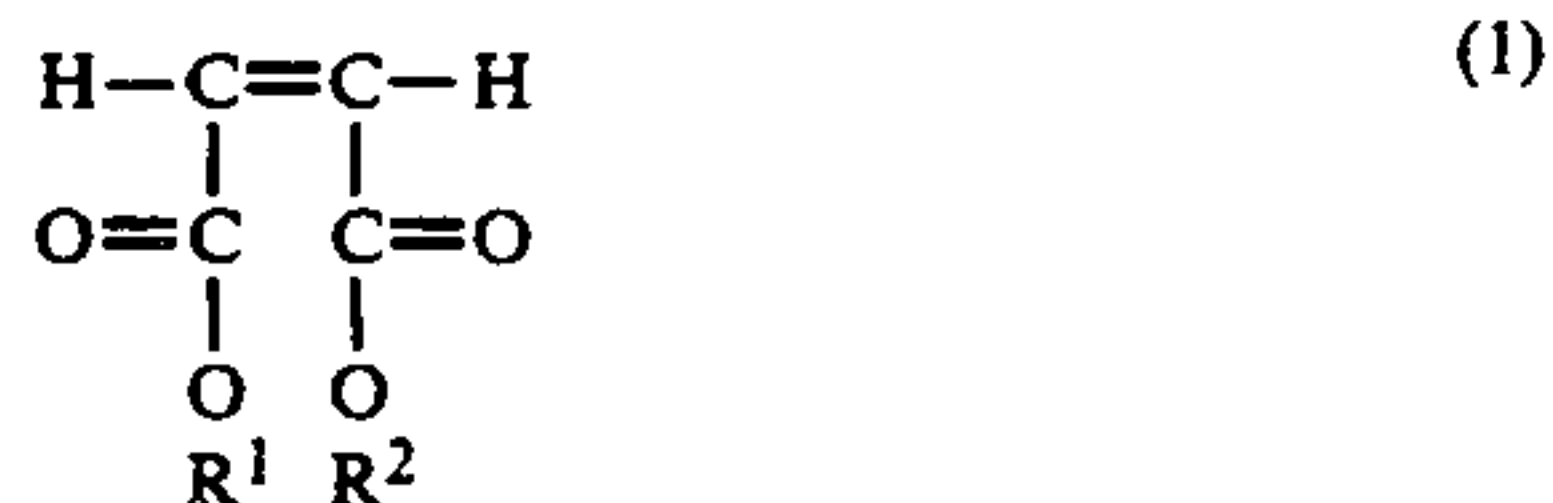 H—C=C—H (1)
O=C C=O
O O
R¹ R²